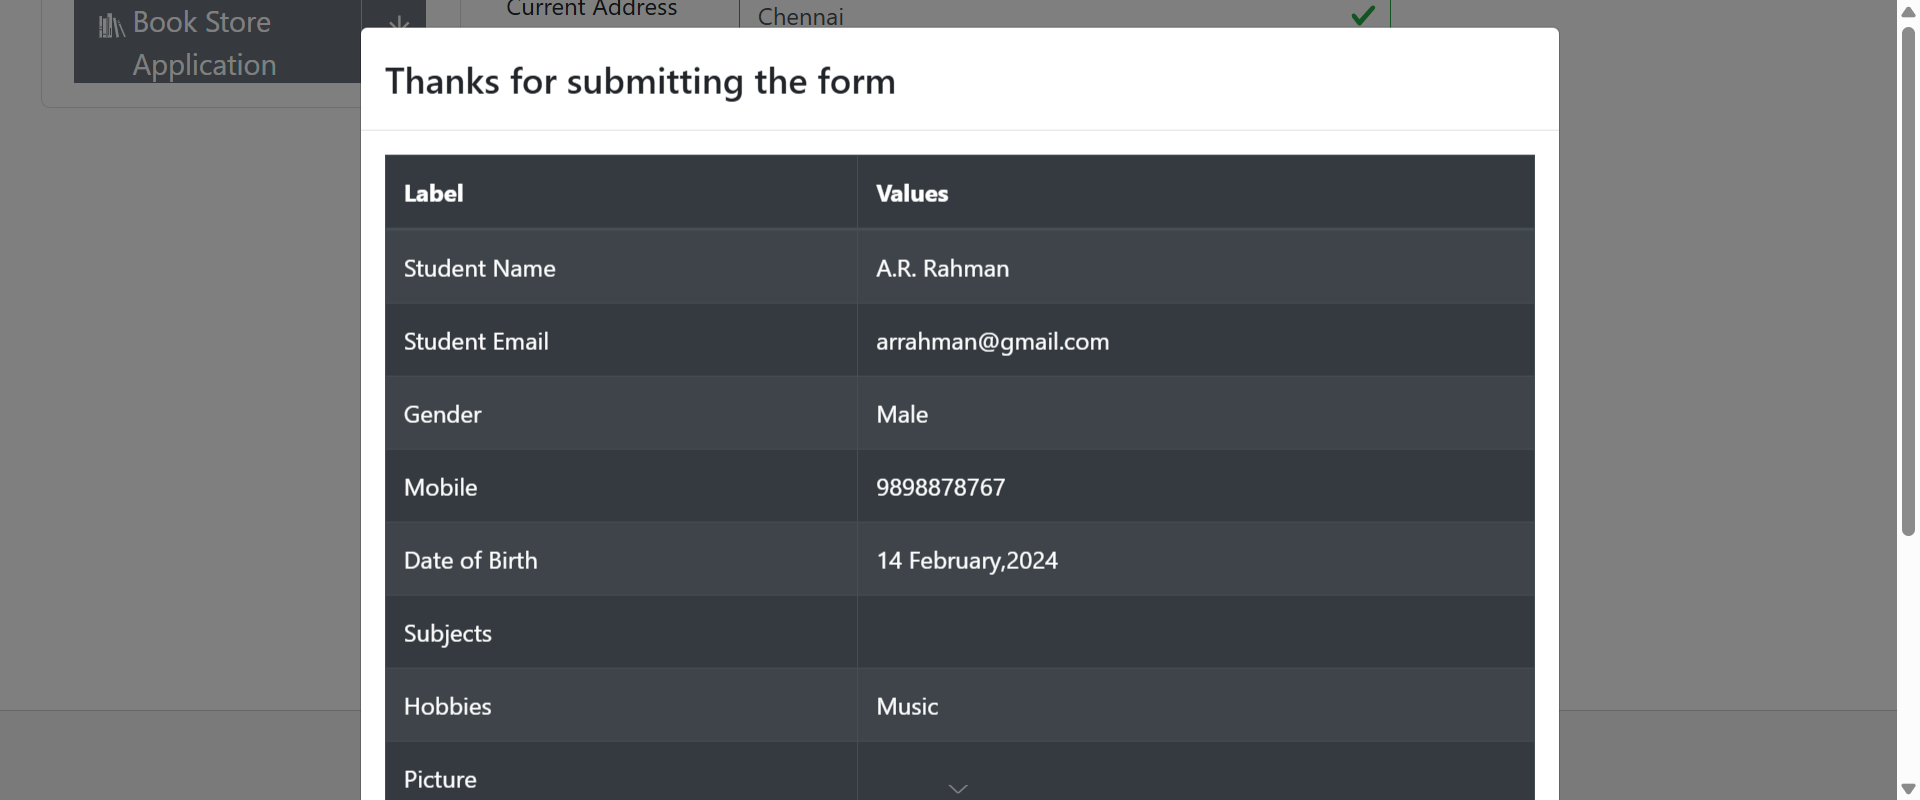 Book Store
Application
Current Address
Chennai
Thanks for submitting the form
Label Values
Student Name A.R. Rahman
Student Email arrahman@gmail.com
Gender Male
Mobile 9898878767
Date of Birth 14 February,2024
Subjects
Hobbies Music
Picture